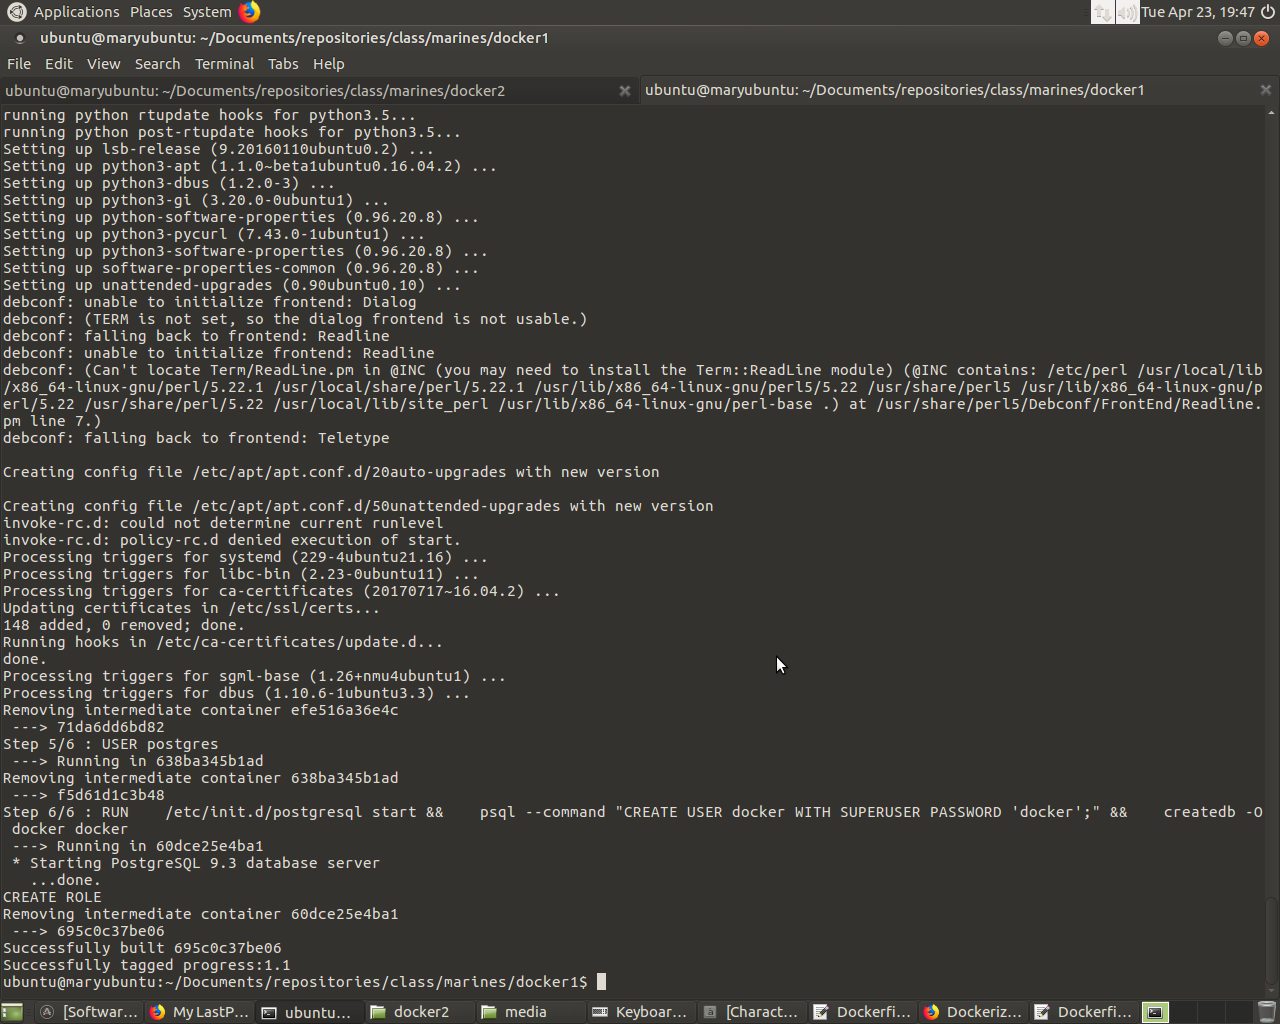 Applications Places System
Tue Apr 23, 19:47
ubuntu@maryubuntu: ~/Documents/repositories/class/marines/docker1
File Edit View Search Terminal Tabs Help
ubuntu@maryubuntu: ~/Documents/repositories/class/marines/docker2
ubuntu@maryubuntu: ~/Documents/repositories/class/marines/docker1
running python rtupdate hooks for python3.5...
running python post-rtupdate hooks for python3.5...
Setting up lsb-release (9.20160110ubuntu0.2) ...
Setting up python3-apt (1.1.0~beta1ubuntu0.16.04.2) ...
Setting up python3-dbus (1.2.0-3) ...
Setting up python3-gi (3.20.0-0ubuntu1) ...
Setting up python-software-properties (0.96.20.8) ...
Setting up python3-pycurl (7.43.0-1ubuntu1) ...
Setting up python3-software-properties (0.96.20.8) ...
Setting up software-properties-common (0.96.20.8) ...
Setting up unattended-upgrades (0.90ubuntu0.10) ...
debconf: unable to initialize frontend: Dialog
debconf: (TERM is not set, so the dialog frontend is not usable.)
debconf: falling back to frontend: Readline
debconf: unable to initialize frontend: Readline
debconf: (Can't locate Term/ReadLine.pm in @INC (you may need to install the Term::ReadLine module) (@INC contains: /etc/perl /usr/local/lib
/x86_64-linux-gnu/perl/5.22.1 /usr/local/share/perl/5.22.1 /usr/lib/x86_64-linux-gnu/perl5/5.22 /usr/share/perl5 /usr/lib/x86_64-linux-gnu/p
erl/5.22 /usr/share/perl/5.22 /usr/local/lib/site_perl /usr/lib/x86_64-linux-gnu/perl-base .) at /usr/share/perl5/Debconf/FrontEnd/Readline.
pm line 7.)
debconf: falling back to frontend: Teletype
Creating config file /etc/apt/apt.conf.d/20auto-upgrades with new version
Creating config file /etc/apt/apt.conf.d/50unattended-upgrades with new version
invoke-rc.d: could not determine current runlevel
invoke-rc.d: policy-rc.d denied execution of start.
Processing triggers for systemd (229-4ubuntu21.16) ...
Processing triggers for libc-bin (2.23-0ubuntu11) ...
Processing triggers for ca-certificates (20170717~16.04.2) ...
Updating certificates in /etc/ssl/certs...
148 added, 0 removed; done.
Running hooks in /etc/ca-certificates/update.d...
done.
Processing triggers for sgml-base (1.26+nmu4ubuntu1) ...
Processing triggers for dbus (1.10.6-1ubuntu3.3) ...
Removing intermediate container efe516a36e4c
 ---> 71da6dd6bd82
Step 5/6 : USER postgres
 ---> Running in 638ba345b1ad
Removing intermediate container 638ba345b1ad
 ---> f5d61d1c3b48
Step 6/6 : RUN    /etc/init.d/postgresql start &&    psql --command "CREATE USER docker WITH SUPERUSER PASSWORD 'docker';" &&    createdb -O
 docker docker
 ---> Running in 60dce25e4ba1
 * Starting PostgreSQL 9.3 database server
   ...done.
CREATE ROLE
Removing intermediate container 60dce25e4ba1
 ---> 695c0c37be06
Successfully built 695c0c37be06
Successfully tagged progress:1.1
ubuntu@maryubuntu:~/Documents/repositories/class/marines/docker1$
[Softwar... My LastP... ubuntu... docker2 media Keyboar... [Charact... Dockerfi... Dockeriz... Dockerfi...